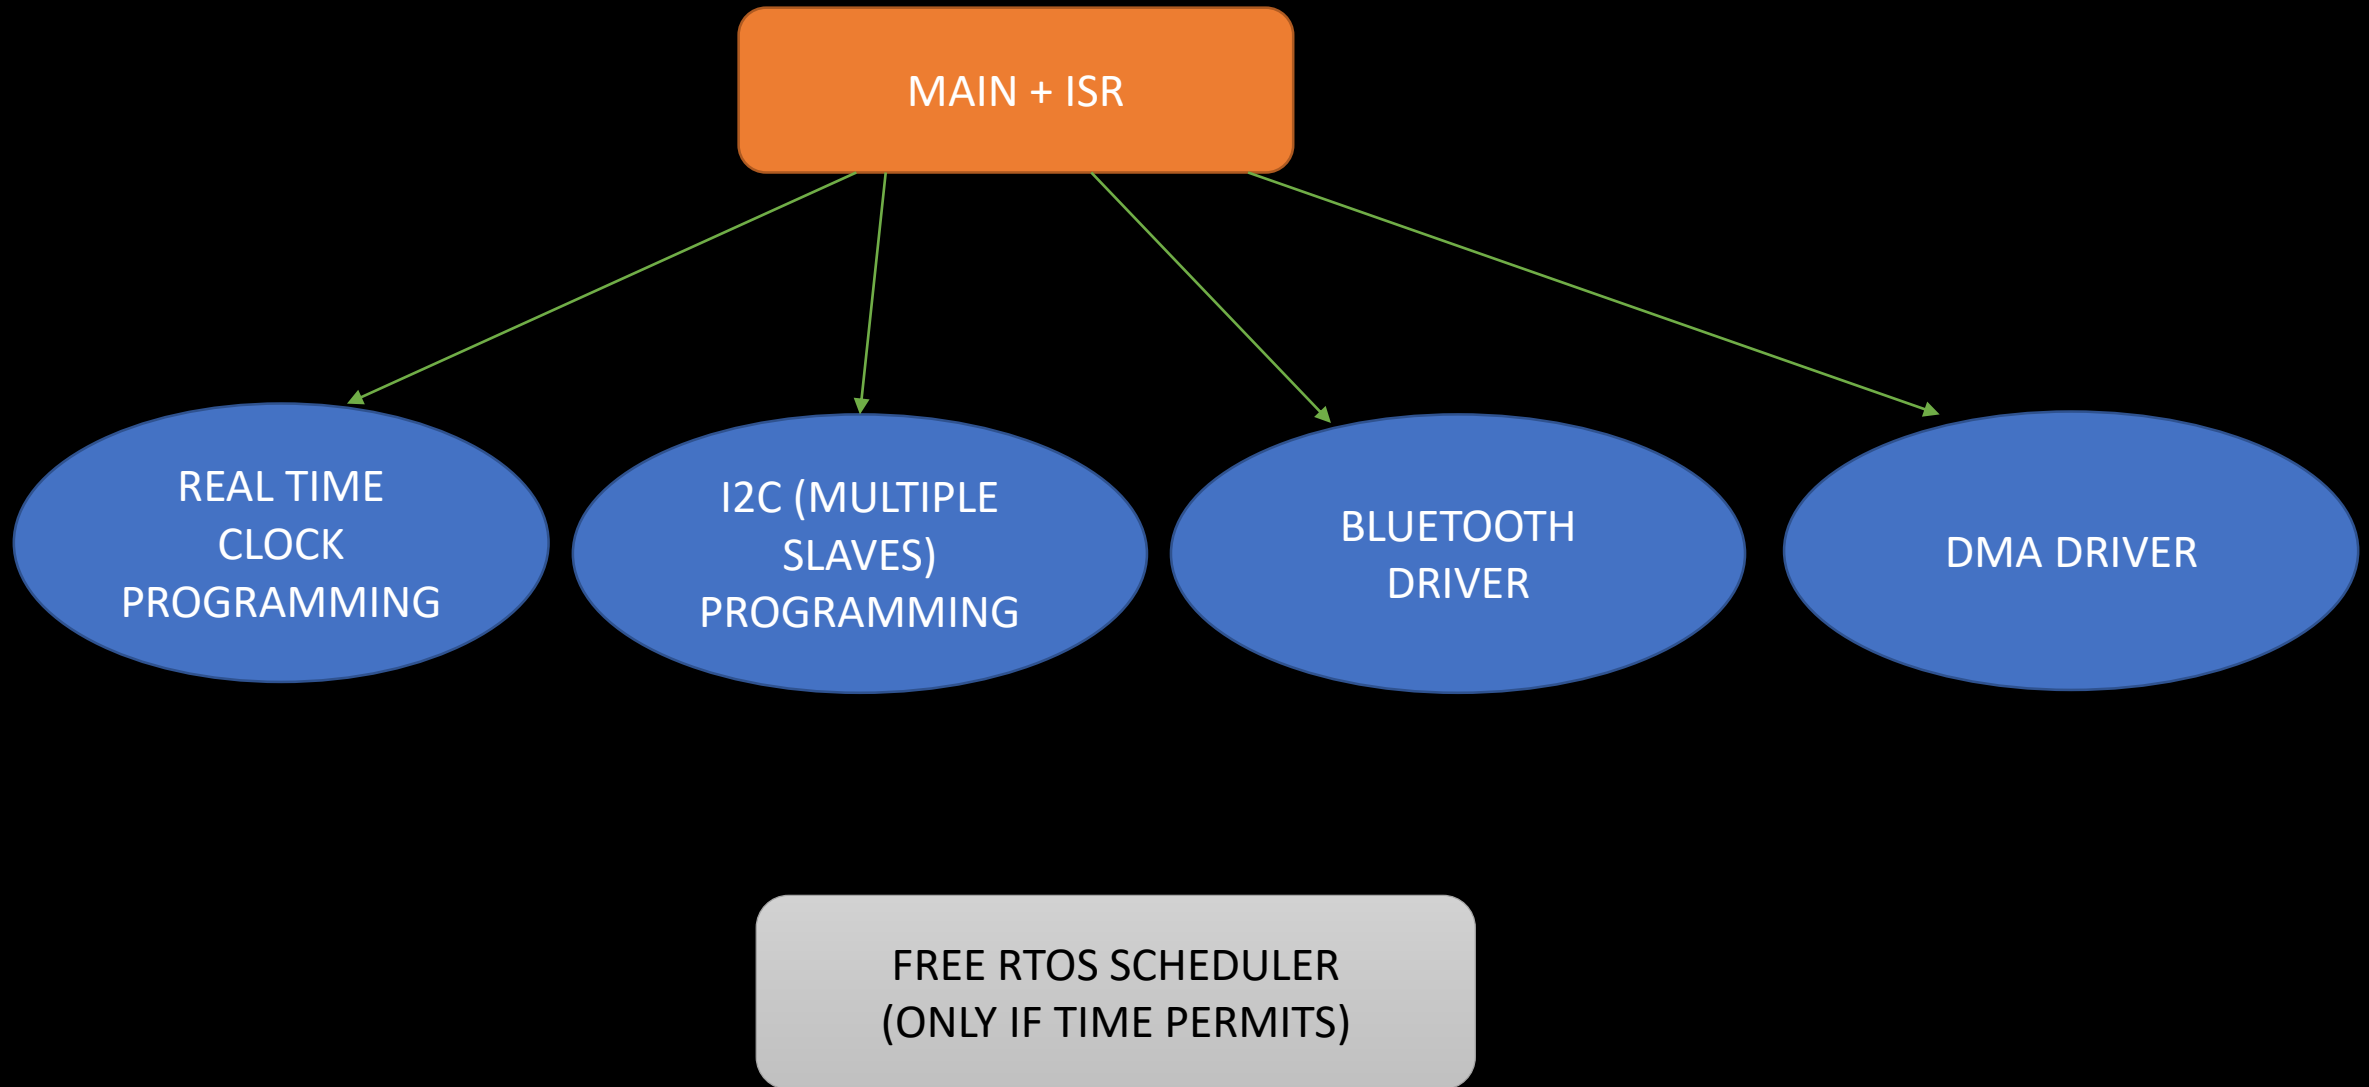 MAIN + ISR
REAL TIME
CLOCK
PROGRAMMING
I2C (MULTIPLE
SLAVES)
PROGRAMMING
BLUETOOTH
DRIVER
DMA DRIVER
FREE RTOS SCHEDULER
(ONLY IF TIME PERMITS)